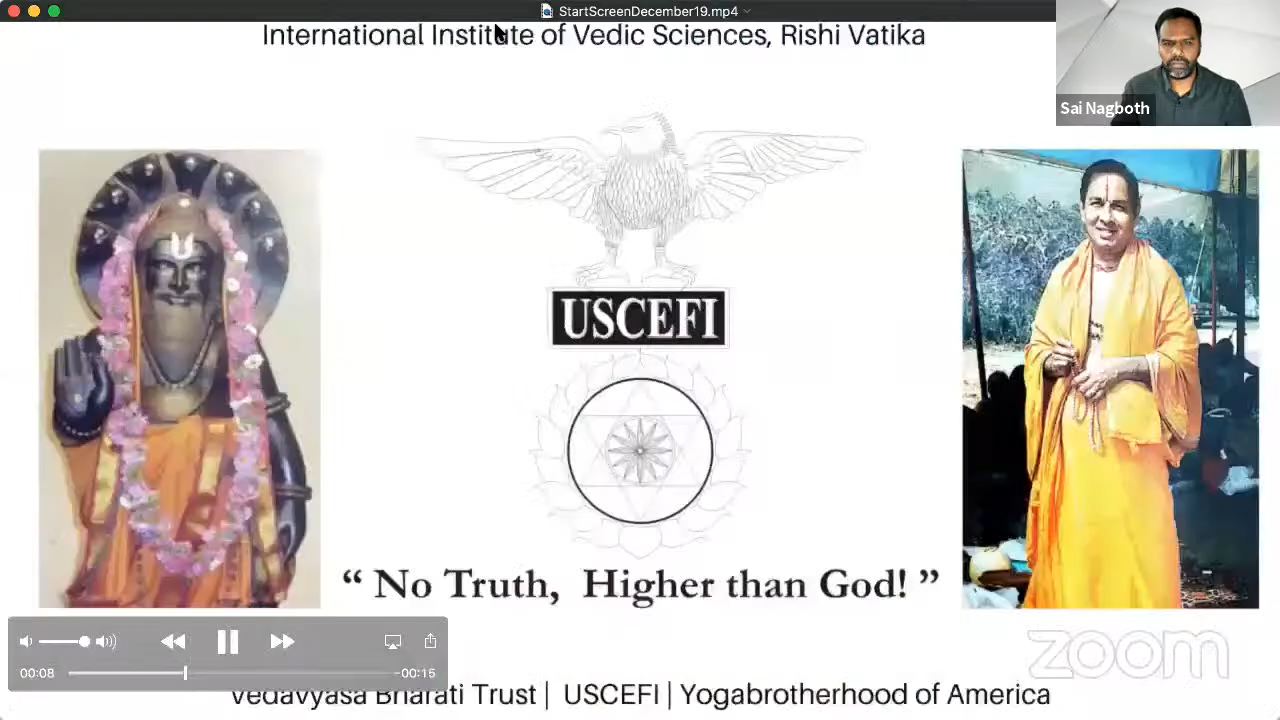 StartScreenDecember19.mp4
International Institute of Vedic Sciences, Rishi Vatika
Sai Nagboth
USCEFI
“ No Truth, Higher than God! ”
zoom
00:08
-00:15
Vedavyasa Bharati Trust | USCEFI | Yogabrotherhood of America